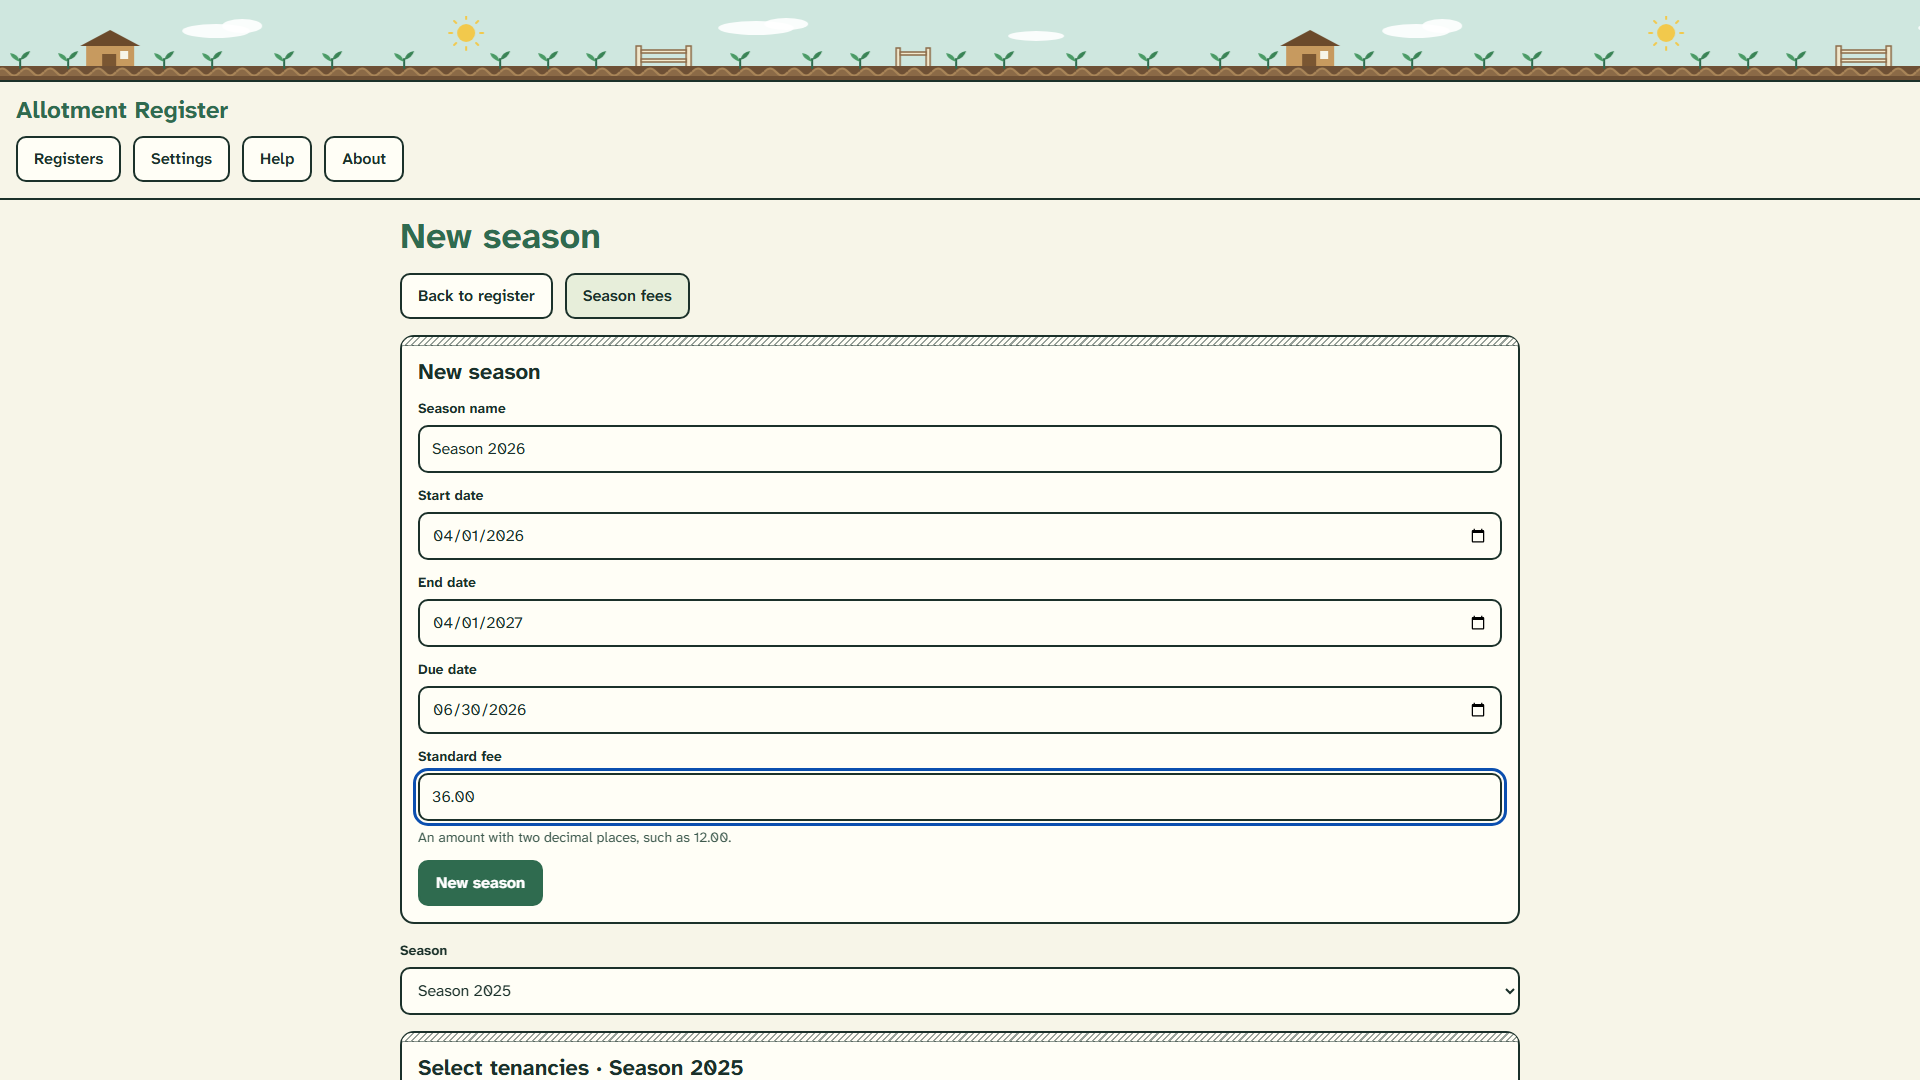 Allotment Register
Registers
Settings
Help
About
New season
Back to register
Season fees
New season
Season name
Season 2026
Start date
04/01/2026
End date
04/01/2027
Due date
06/30/2026
Standard fee
36.00
An amount with two decimal places, such as 12.00.
New season
Season
Season 2025
Select tenancies · Season 2025